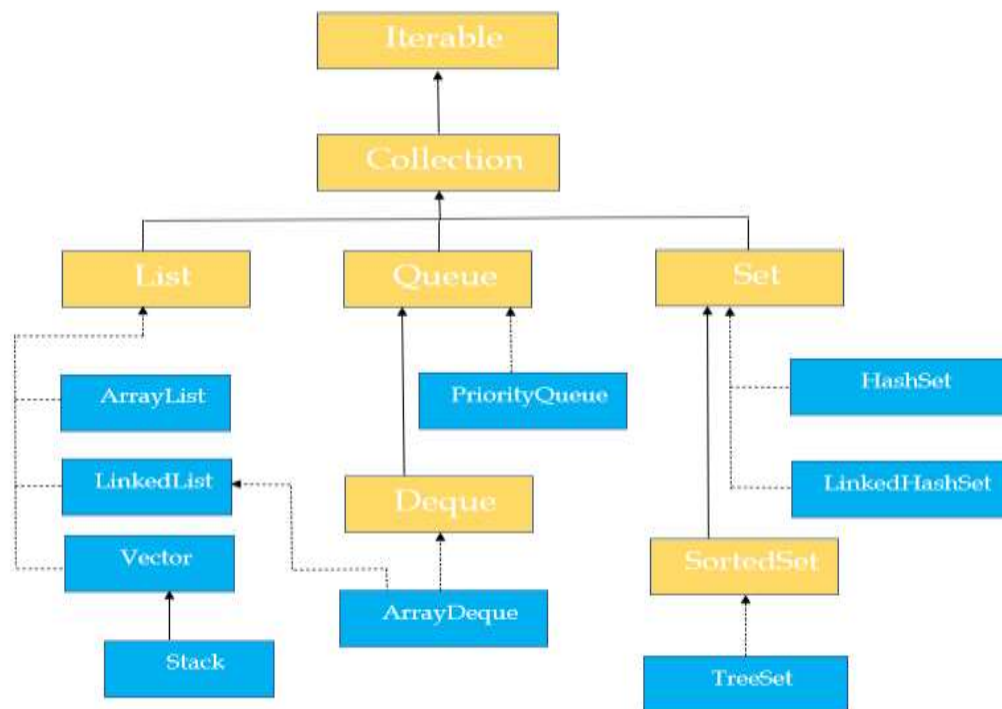 Iterable
Collection
List
Queue
Set
ArrayList
PriorityQueue
HashSet
LinkedList
Deque
LinkedHashSet
Vector
SortedSet
ArrayDeque
Stack
TreeSet